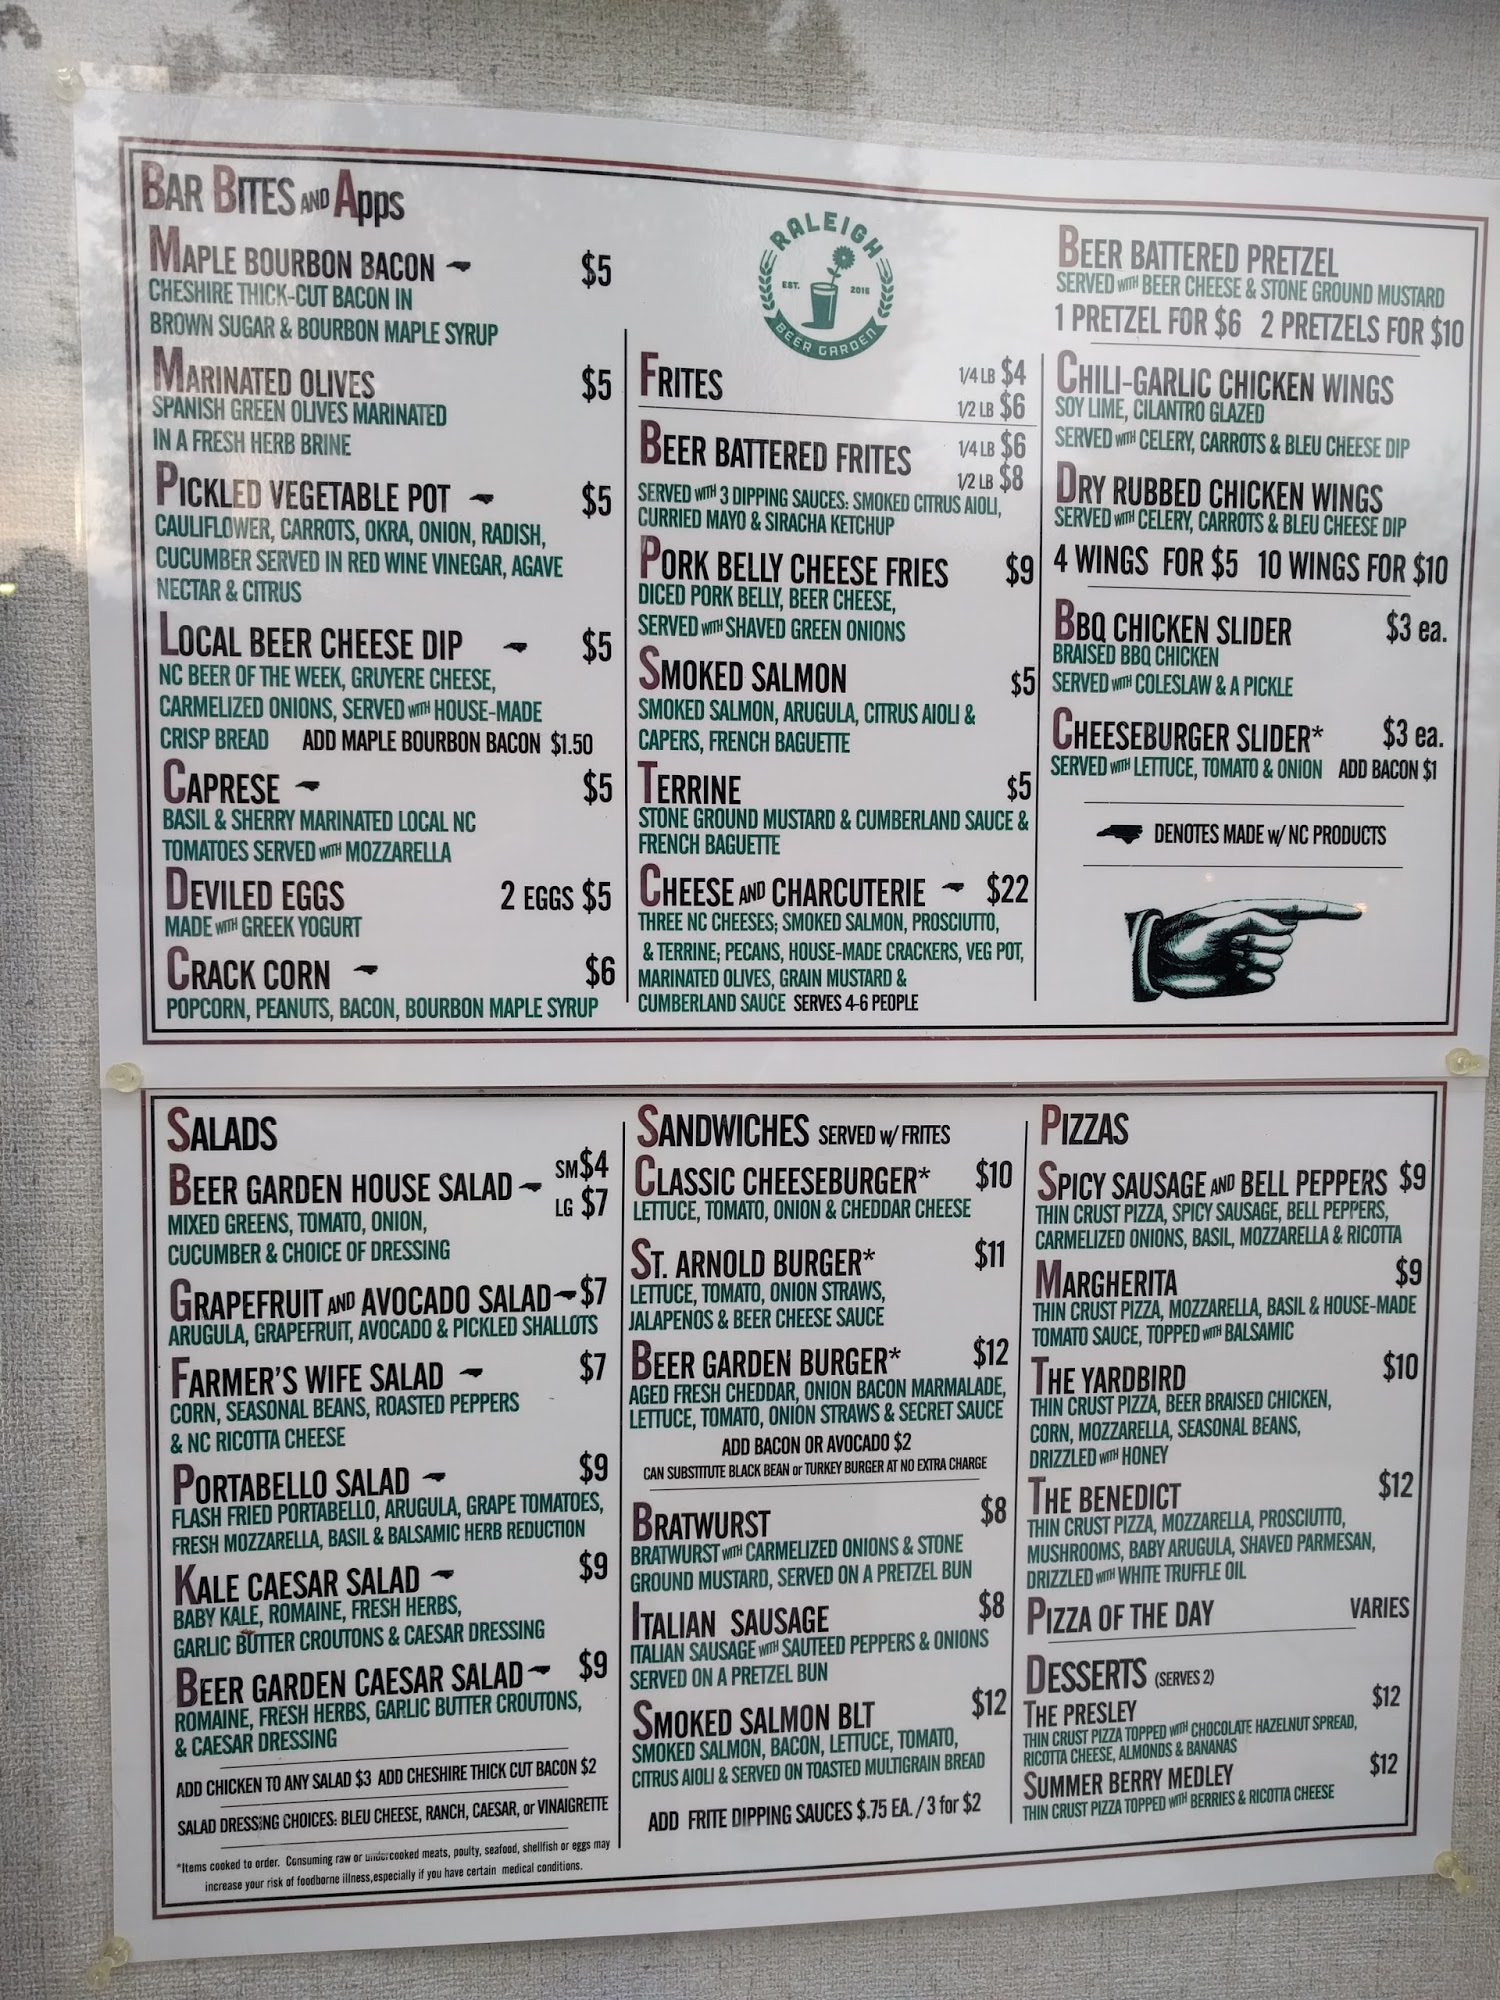 BAR BITES AND Apps
MAPLE BOURBON BACON $5
CHESHIRE THICK-CUT BACON IN
BROWN SUGAR & BOURBON MAPLE SYRUP
MARINATED OLIVES $5
SPANISH GREEN OLIVES MARINATED
IN A FRESH HERB BRINE
PICKLED VEGETABLE POT $5
CAULIFLOWER, CARROTS, OKRA, ONION, RADISH,
CUCUMBER SERVED IN RED WINE VINEGAR, AGAVE
NECTAR & CITRUS
LOCAL BEER CHEESE DIP $5
NC BEER OF THE WEEK, GRUYERE CHEESE,
CARMELIZED ONIONS, SERVED WITH HOUSE-MADE
CRISP BREAD ADD MAPLE BOURBON BACON $1.50
CAPRESE $5
BASIL & SHERRY MARINATED LOCAL NC
TOMATOES SERVED WITH MOZZARELLA
DEVILED EGGS 2 EGGS $5
MADE WITH GREEK YOGURT
CRACK CORN $6
POPCORN, PEANUTS, BACON, BOURBON MAPLE SYRUP
RALEIGH
EST. 2015
BEER GARDEN
FRITES 1/4 LB $4
1/2 LB $6
BEER BATTERED FRITES 1/4 LB $6
1/2 LB $8
SERVED WITH 3 DIPPING SAUCES: SMOKED CITRUS AIOLI,
CURRIED MAYO & SIRACHA KETCHUP
PORK BELLY CHEESE FRIES $9
DICED PORK BELLY, BEER CHEESE,
SERVED WITH SHAVED GREEN ONIONS
SMOKED SALMON $5
SMOKED SALMON, ARUGULA, CITRUS AIOLI &
CAPERS, FRENCH BAGUETTE
TERRINE $5
STONE GROUND MUSTARD & CUMBERLAND SAUCE &
FRENCH BAGUETTE
CHEESE AND CHARCUTERIE $22
THREE NC CHEESES; SMOKED SALMON, PROSCIUTTO,
& TERRINE; PECANS, HOUSE-MADE CRACKERS, VEG POT,
MARINATED OLIVES, GRAIN MUSTARD &
CUMBERLAND SAUCE SERVES 4-6 PEOPLE
BEER BATTERED PRETZEL
SERVED WITH BEER CHEESE & STONE GROUND MUSTARD
1 PRETZEL FOR $6 2 PRETZELS FOR $10
CHILI-GARLIC CHICKEN WINGS
SOY LIME, CILANTRO GLAZED
SERVED WITH CELERY, CARROTS & BLEU CHEESE DIP
DRY RUBBED CHICKEN WINGS
SERVED WITH CELERY, CARROTS & BLEU CHEESE DIP
4 WINGS FOR $5 10 WINGS FOR $10
BBQ CHICKEN SLIDER $3 ea.
BRAISED BBQ CHICKEN
SERVED WITH COLESLAW & A PICKLE
CHEESEBURGER SLIDER* $3 ea.
SERVED WITH LETTUCE, TOMATO & ONION ADD BACON $1
DENOTES MADE w/ NC PRODUCTS
SALADS
BEER GARDEN HOUSE SALAD SM $4
LG $7
MIXED GREENS, TOMATO, ONION,
CUCUMBER & CHOICE OF DRESSING
GRAPEFRUIT AND AVOCADO SALAD $7
ARUGULA, GRAPEFRUIT, AVOCADO & PICKLED SHALLOTS
FARMER'S WIFE SALAD $7
CORN, SEASONAL BEANS, ROASTED PEPPERS
& NC RICOTTA CHEESE
PORTABELLO SALAD $9
FLASH FRIED PORTABELLO, ARUGULA, GRAPE TOMATOES,
FRESH MOZZARELLA, BASIL & BALSAMIC HERB REDUCTION
KALE CAESAR SALAD $9
BABY KALE, ROMAINE, FRESH HERBS,
GARLIC BUTTER CROUTONS & CAESAR DRESSING
BEER GARDEN CAESAR SALAD $9
ROMAINE, FRESH HERBS, GARLIC BUTTER CROUTONS,
& CAESAR DRESSING
ADD CHICKEN TO ANY SALAD $3 ADD CHESHIRE THICK CUT BACON $2
SALAD DRESSING CHOICES: BLEU CHEESE, RANCH, CAESAR, or VINAIGRETTE
*Items cooked to order. Consuming raw or undercooked meats, poulty, seafood, shellfish or eggs may
increase your risk of foodborne illness,especially if you have certain medical conditions.
SANDWICHES SERVED w/ FRITES
CLASSIC CHEESEBURGER* $10
LETTUCE, TOMATO, ONION & CHEDDAR CHEESE
ST. ARNOLD BURGER* $11
LETTUCE, TOMATO, ONION STRAWS,
JALAPENOS & BEER CHEESE SAUCE
BEER GARDEN BURGER* $12
AGED FRESH CHEDDAR, ONION BACON MARMALADE,
LETTUCE, TOMATO, ONION STRAWS & SECRET SAUCE
ADD BACON OR AVOCADO $2
CAN SUBSTITUTE BLACK BEAN or TURKEY BURGER AT NO EXTRA CHARGE
BRATWURST $8
BRATWURST WITH CARMELIZED ONIONS & STONE
GROUND MUSTARD, SERVED ON A PRETZEL BUN
ITALIAN SAUSAGE $8
ITALIAN SAUSAGE WITH SAUTEED PEPPERS & ONIONS
SERVED ON A PRETZEL BUN
SMOKED SALMON BLT $12
SMOKED SALMON, BACON, LETTUCE, TOMATO,
CITRUS AIOLI & SERVED ON TOASTED MULTIGRAIN BREAD
ADD FRITE DIPPING SAUCES $.75 EA. / 3 for $2
PIZZAS
SPICY SAUSAGE AND BELL PEPPERS $9
THIN CRUST PIZZA, SPICY SAUSAGE, BELL PEPPERS,
CARMELIZED ONIONS, BASIL, MOZZARELLA & RICOTTA
MARGHERITA $9
THIN CRUST PIZZA, MOZZARELLA, BASIL & HOUSE-MADE
TOMATO SAUCE, TOPPED WITH BALSAMIC
THE YARDBIRD $10
THIN CRUST PIZZA, BEER BRAISED CHICKEN,
CORN, MOZZARELLA, SEASONAL BEANS,
DRIZZLED WITH HONEY
THE BENEDICT $12
THIN CRUST PIZZA, MOZZARELLA, PROSCIUTTO,
MUSHROOMS, BABY ARUGULA, SHAVED PARMESAN,
DRIZZLED WITH WHITE TRUFFLE OIL
PIZZA OF THE DAY VARIES
DESSERTS (SERVES 2)
THE PRESLEY $12
THIN CRUST PIZZA TOPPED WITH CHOCOLATE HAZELNUT SPREAD,
RICOTTA CHEESE, ALMONDS & BANANAS
SUMMER BERRY MEDLEY $12
THIN CRUST PIZZA TOPPED WITH BERRIES & RICOTTA CHEESE